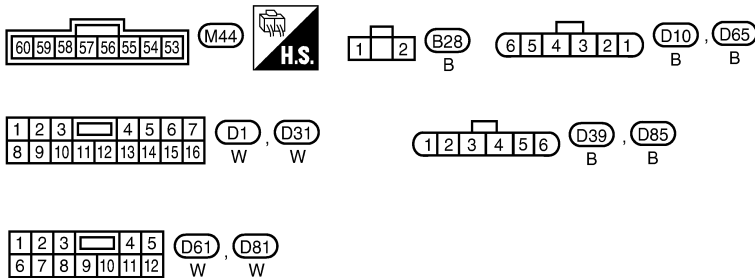 60 59 58 57 56 55 54 53 M44 H.S.
1 2 B28 B
6 5 4 3 2 1 D10 , D65
B B
1 2 3 4 5 6 7
8 9 10 11 12 13 14 15 16
D1 , D31
W W
1 2 3 4 5 6 D39 , D85
B B
1 2 3 4 5
6 7 8 9 10 11 12
D61 , D81
W W